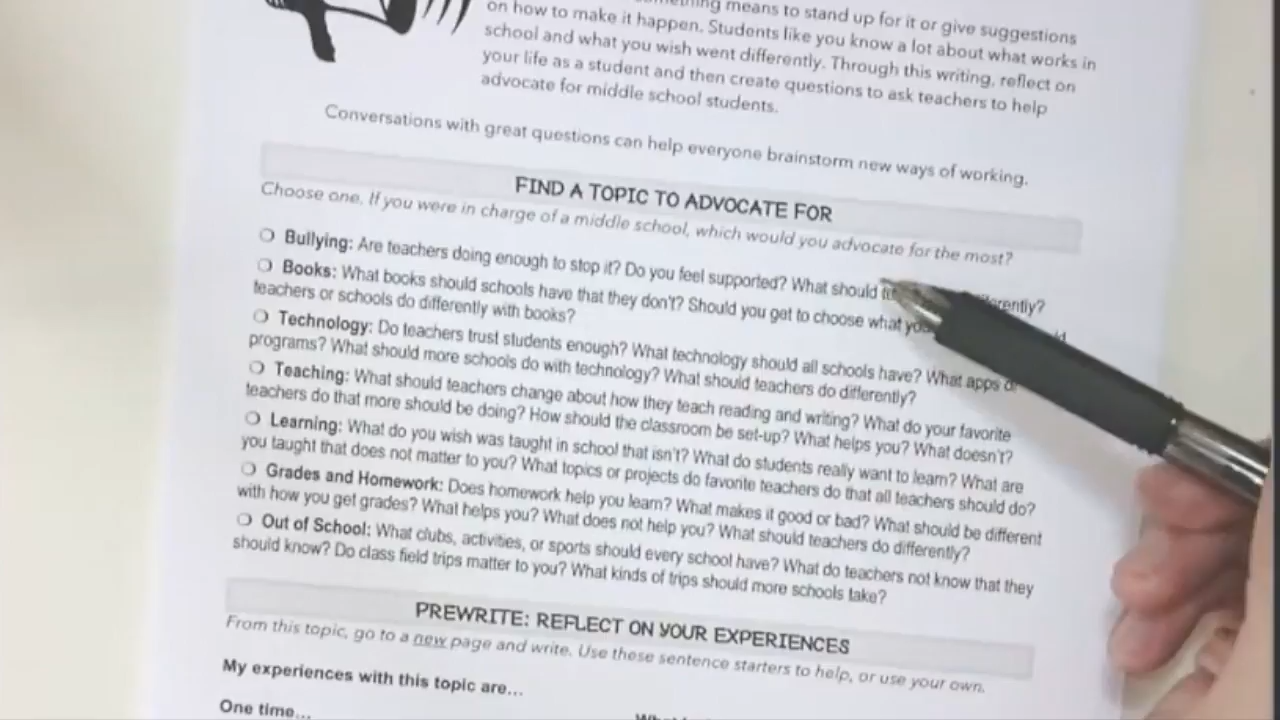 something means to stand up for it or give suggestions
on how to make it happen. Students like you know a lot about what works in
school and what you wish went differently. Through this writing, reflect on
your life as a student and then create questions to ask teachers to help
advocate for middle school students.
Conversations with great questions can help everyone brainstorm new ways of working.
FIND A TOPIC TO ADVOCATE FOR
Choose one. If you were in charge of a middle school, which would you advocate for the most?
Bullying: Are teachers doing enough to stop it? Do you feel supported? What should
Books: What books should schools have that they don't? Should you get to choose what
teachers or schools do differently with books?
Technology: Do teachers trust students enough? What technology should all schools have? What apps or
programs? What should more schools do with technology? What should teachers do differently?
Teaching: What should teachers change about how they teach reading and writing? What do your favorite
teachers do that more should be doing? How should the classroom be set-up? What helps you? What doesn't?
Learning: What do you wish was taught in school that isn't? What do students really want to learn? What are
you taught that does not matter to you? What topics or projects do favorite teachers do that all teachers should do?
Grades and Homework: Does homework help you learn? What makes it good or bad? What should be different
with how you get grades? What helps you? What does not help you? What should teachers do differently?
Out of School: What clubs, activities, or sports should every school have? What do teachers not know that they
should know? Do class field trips matter to you? What kinds of trips should more schools take?
PREWRITE: REFLECT ON YOUR EXPERIENCES
From this topic, go to a new page and write. Use these sentence starters to help, or use your own.
My experiences with this topic are...
One time...